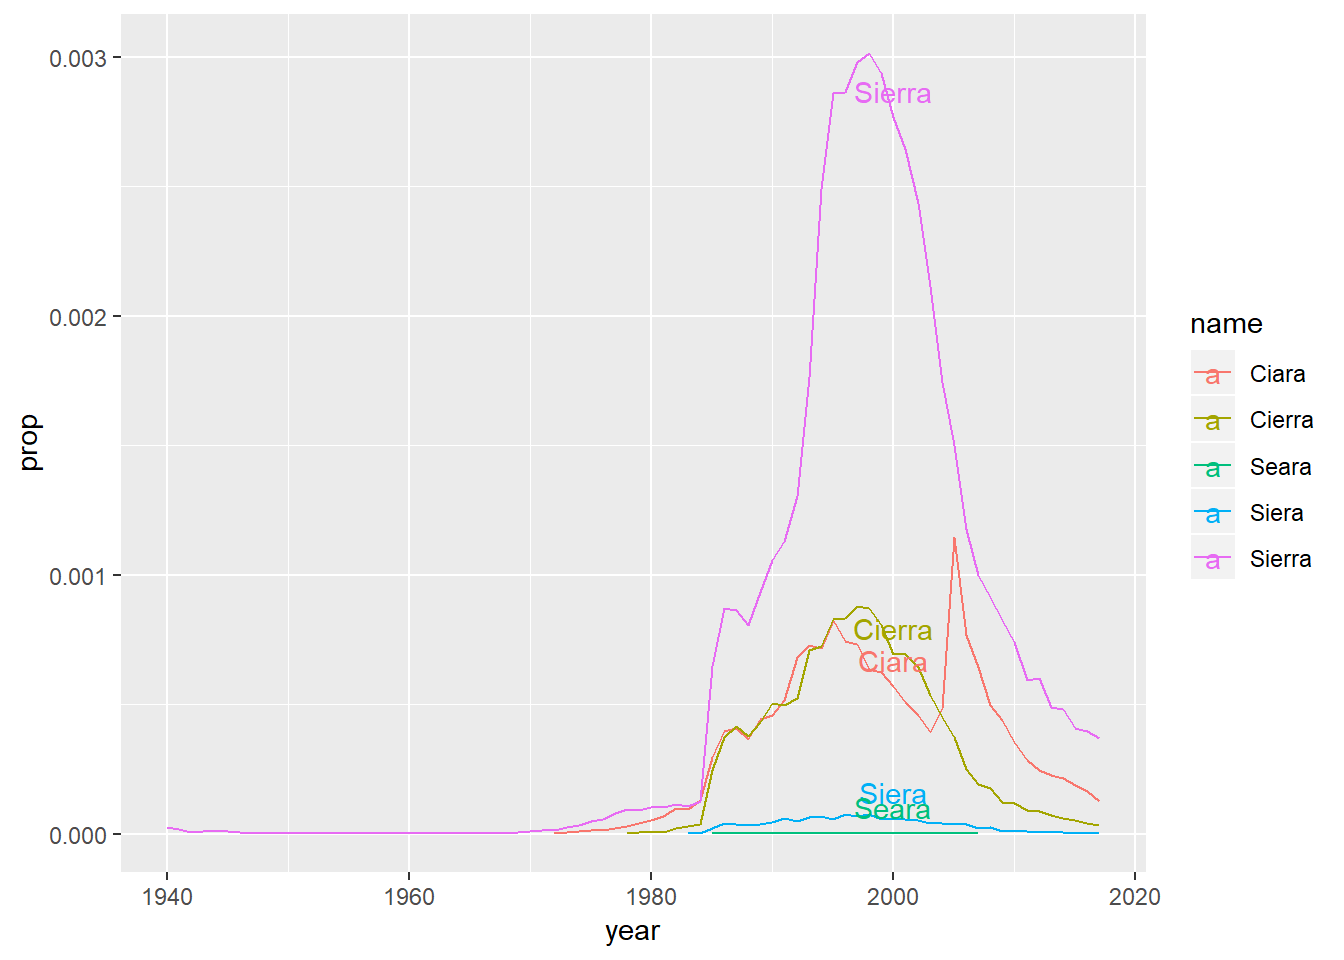 0.003
0.002
0.001
0.000
prop
Sierra
Cierra
Ciara
Siera
Seara
1940 1960 1980 2000 2020
year
name
a Ciara
a Cierra
a Seara
a Siera
a Sierra